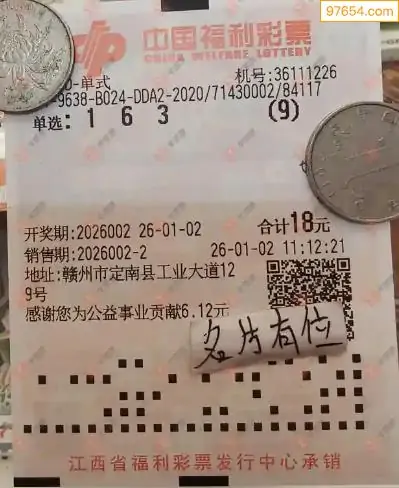 97654.com
中国福利彩票
CHINA WELFARE LOTTERY
D-单式
机号:36111226
-9638-B024-DDA2-2020/71430002/84117
单选: 1 6 3 (9)
开奖期:2026002 26-01-02 合计18元
销售期:2026002-2 26-01-02 11:12:21
地址:赣州市定南县工业大道12
9号
感谢您为公益事业贡献6.12元
名片有位
江西省福利彩票发行中心承销